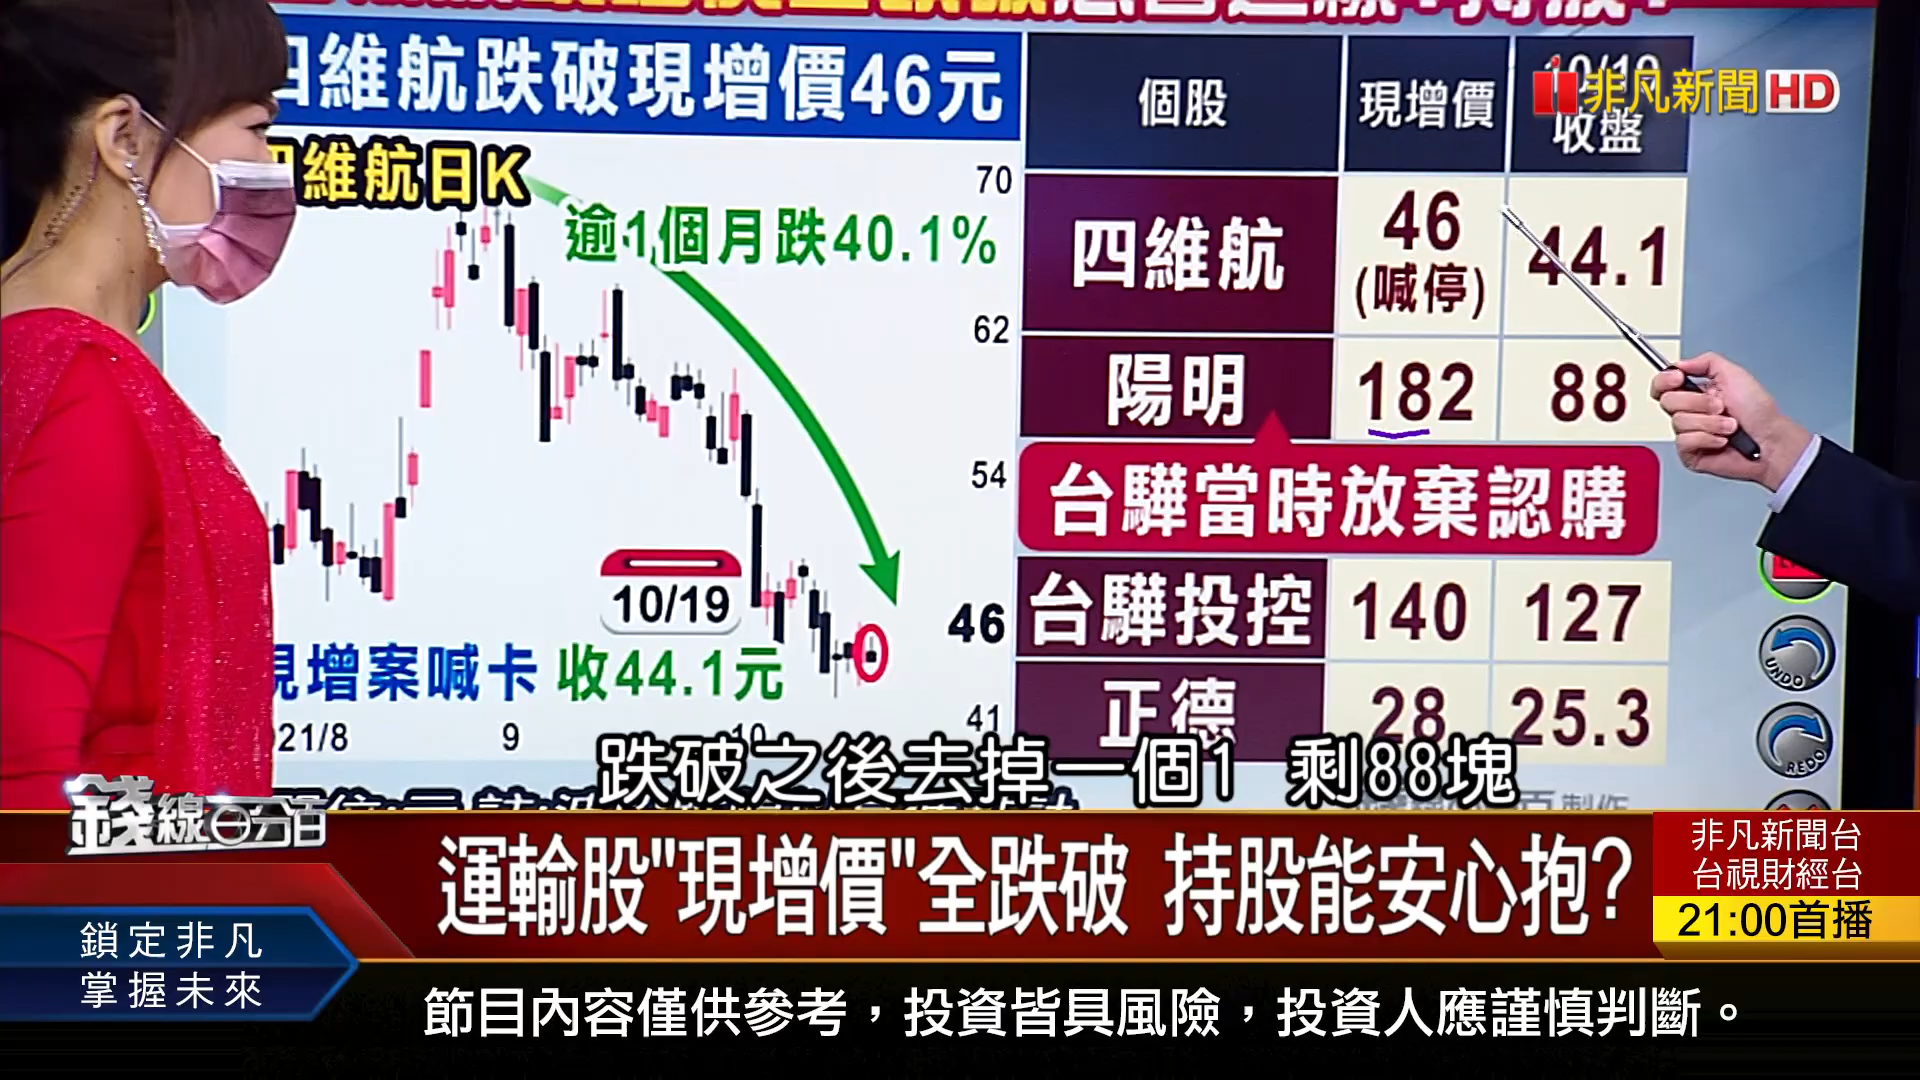 四維航跌破現增價46元
個股 現增價 10/19 收盤
非凡新聞HD
四維航日K
逾1個月跌40.1%
70
62
54
46
41
四維航 46 (喊停) 44.1
陽明 182 88
台驊當時放棄認購
台驊投控 140 127
正德 28 25.3
10/19
現增案喊卡 收44.1元
2021/8 9 10
UNDO
REDO
跌破之後去掉一個1 剩88塊
錢線百分百
運輸股"現增價"全跌破 持股能安心抱?
非凡新聞台
台視財經台
21:00首播
鎖定非凡
掌握未來
節目內容僅供參考，投資皆具風險，投資人應謹慎判斷。